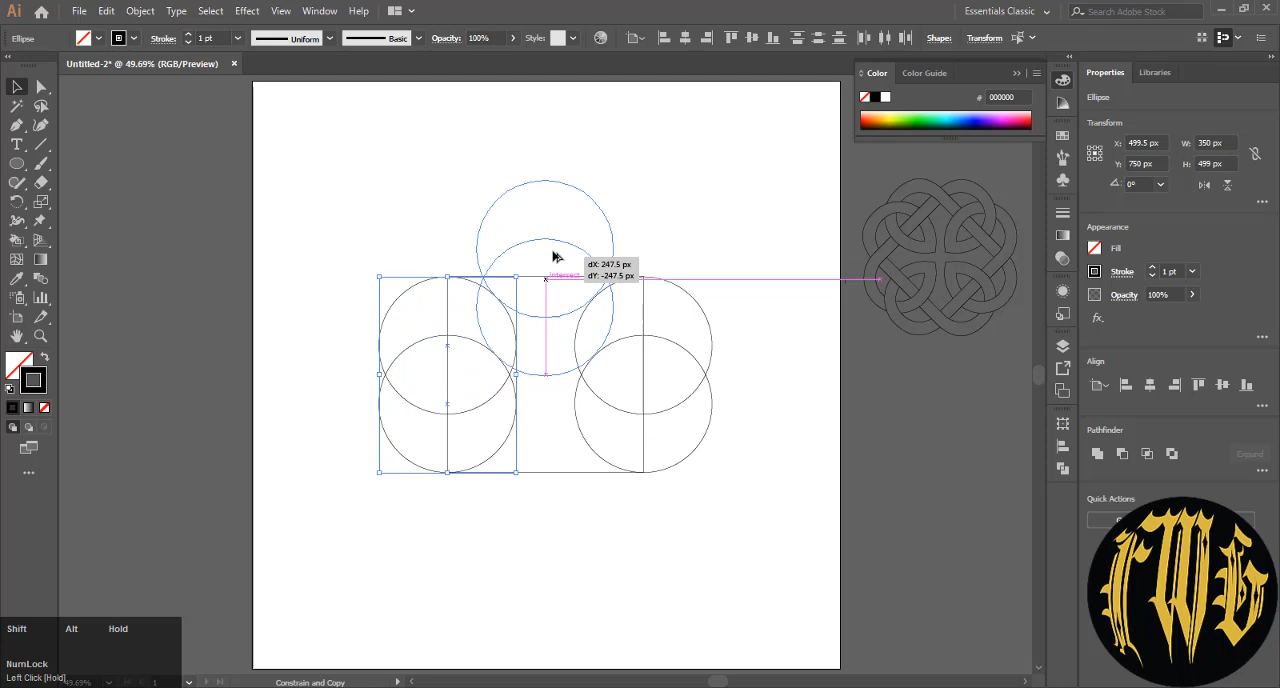 Ai File Edit Object Type Select Effect View Window Help Essentials Classic Search Adobe Stock
Ellipse Stroke: 1 pt Uniform Basic Opacity: 100% Style: Shape: Transform
Untitled-2* @ 49.69% (RGB/Preview) ×
Color Color Guide
# 000000
Properties Libraries
Ellipse
Transform
X: 499.5 px W: 350 px
Y: 750 px H: 499 px
0°
Appearance
Fill
Stroke 1 pt
Opacity 100%
fx.
Align
Pathfinder
Expand
Quick Actions
dX: 247.5 px
dY: -247.5 px
intersect
Shift Alt Hold
NumLock
Left Click [Hold]
49.69% 1 Constrain and Copy